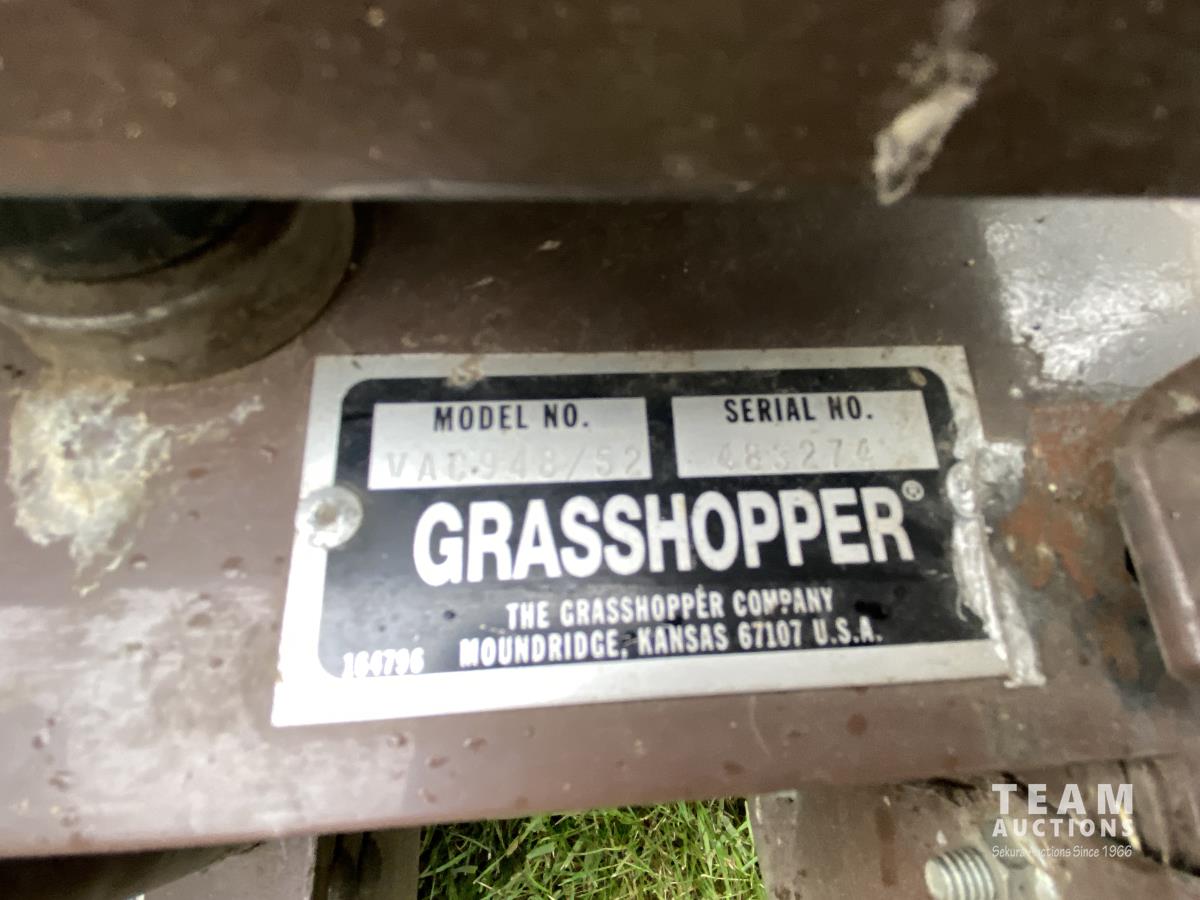 MODEL NO. SERIAL NO.
VAC948/52 483274
GRASSHOPPER®
THE GRASSHOPPER COMPANY
MOUNDRIDGE, KANSAS 67107 U.S.A.
164796
TEAM
AUCTIONS
Sekura Auctions Since 1966